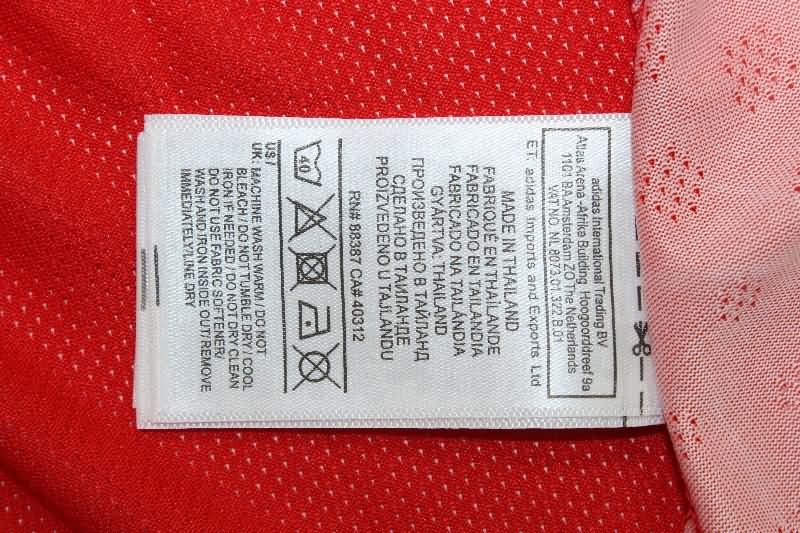 adidas International Trading BV
Atlas Arena -Afrika Building, Hoogoorddreef 9a
1101 BA Amsterdam ZO The Netherlands
VAT NO. NL 8073.01.322.B.01
ET. adidas Imports and Exports Ltd
MADE IN THAILAND
FABRIQUÉ EN THAÏLANDE
FABRICADO EN TAILANDIA
FABRICADO NA TAILÂNDIA
GYÁRTVA: THAILAND
ПРОИЗВЕДЕНО В ТАЙЛАНД
СДЕЛАНО В ТАИЛАНДЕ
PROIZVEDENO U TAJLANDU
RN# 88387 CA# 40312
40
US /
UK: MACHINE WASH WARM / DO NOT
BLEACH / DO NOT TUMBLE DRY / COOL
IRON IF NEEDED / DO NOT DRY CLEAN
DO NOT USE FABRIC SOFTENER/
WASH AND IRON INSIDE OUT/ REMOVE
IMMEDIATELY/LINE DRY